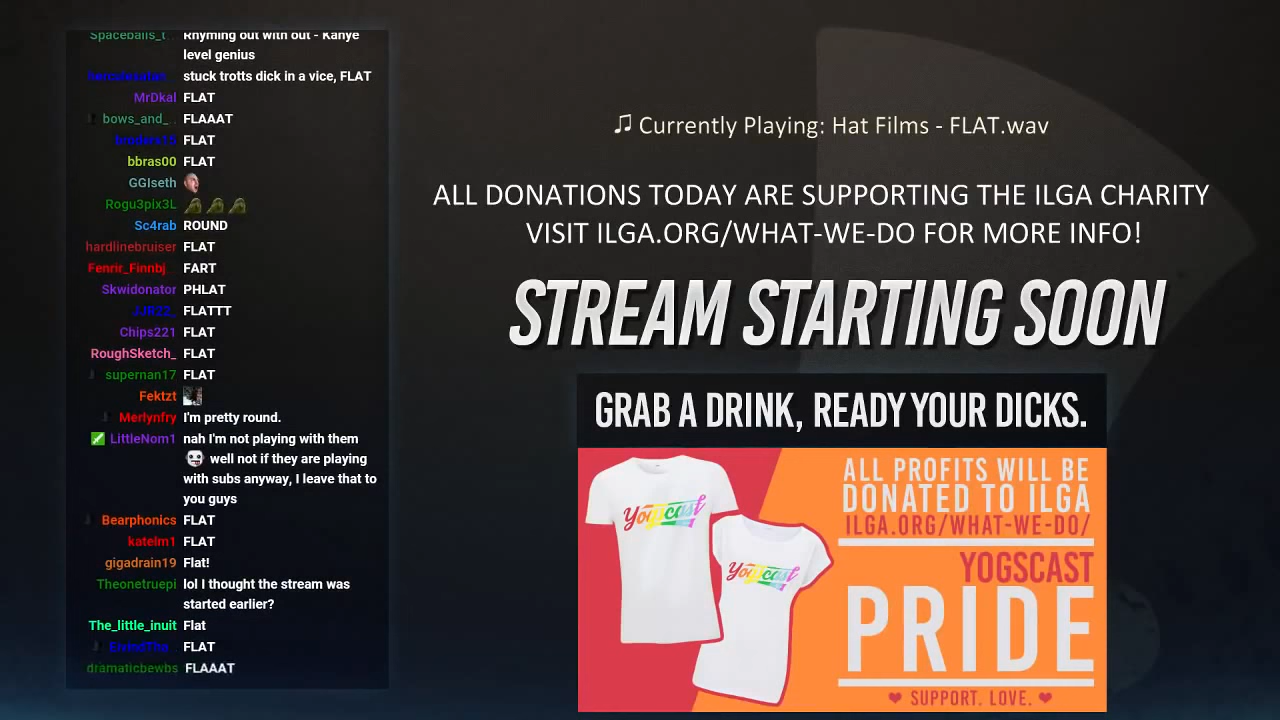 Spaceballs_t.. Rhyming out with out - Kanye
level genius
stuck trotts dick in a vice, FLAT
MrDkal FLAT
bows_and_.. FLAAAT
broders15 FLAT
bbras00 FLAT
GGIseth
Rogu3pix3L
Sc4rab ROUND
hardlinebruiser FLAT
Fenrir_Finnbj.. FART
Skwidonator PHLAT
JJR22_ FLATTT
Chips221 FLAT
RoughSketch_ FLAT
supernan17 FLAT
Fektzt
Merlynfry I'm pretty round.
LittleNom1 nah I'm not playing with them
well not if they are playing
with subs anyway, I leave that to
you guys
Bearphonics FLAT
katelm1 FLAT
gigadrain19 Flat!
Theonetruepi lol I thought the stream was
started earlier?
The_little_inuit Flat
FLAT
dramaticbewbs FLAAAT
♫ Currently Playing: Hat Films - FLAT.wav
ALL DONATIONS TODAY ARE SUPPORTING THE ILGA CHARITY
VISIT ILGA.ORG/WHAT-WE-DO FOR MORE INFO!
STREAM STARTING SOON
GRAB A DRINK, READY YOUR DICKS.
Yogscast
Yogscast
ALL PROFITS WILL BE
DONATED TO ILGA
ILGA.ORG/WHAT-WE-DO/
YOGSCAST
PRIDE
❤ SUPPORT. LOVE. ❤